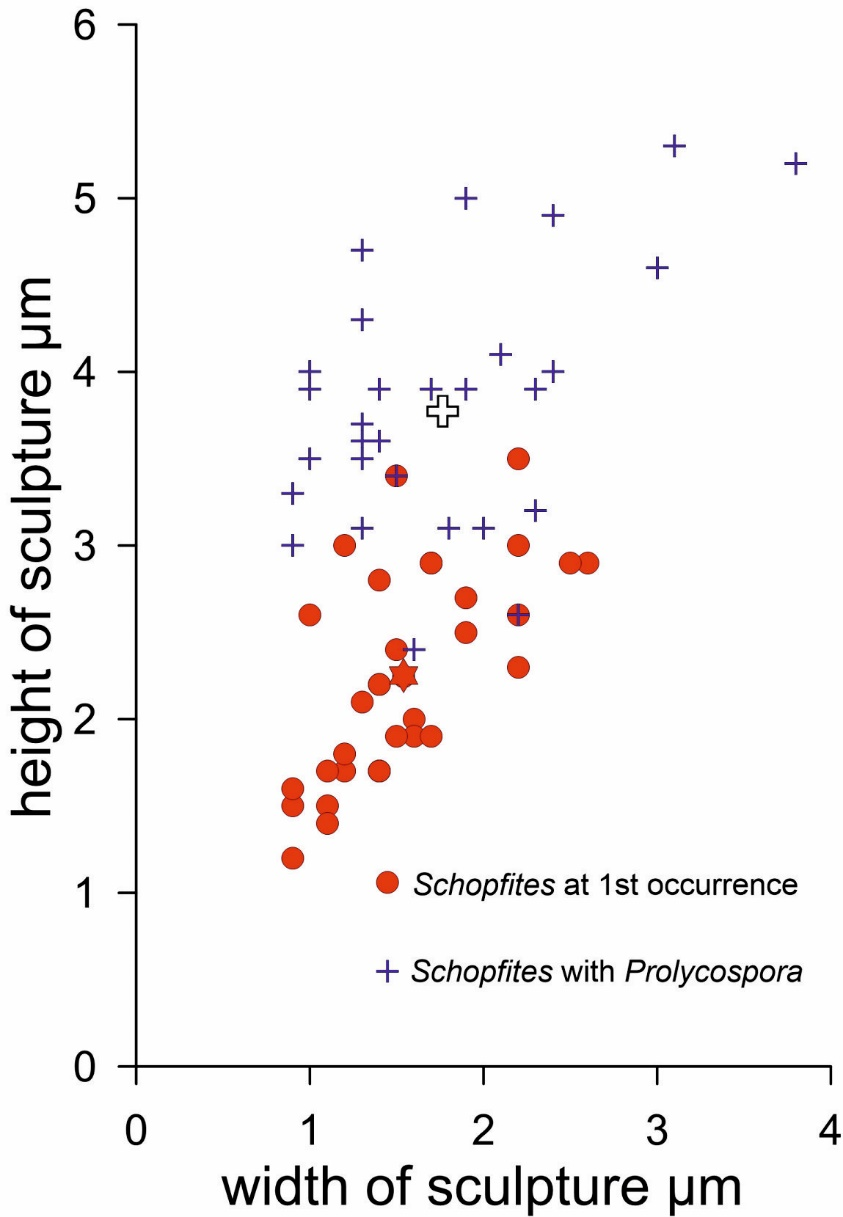 6
5
4
3
2
1
0
height of sculpture µm
Schopfites at 1st occurrence
Schopfites with Prolycospora
0 1 2 3 4
width of sculpture µm